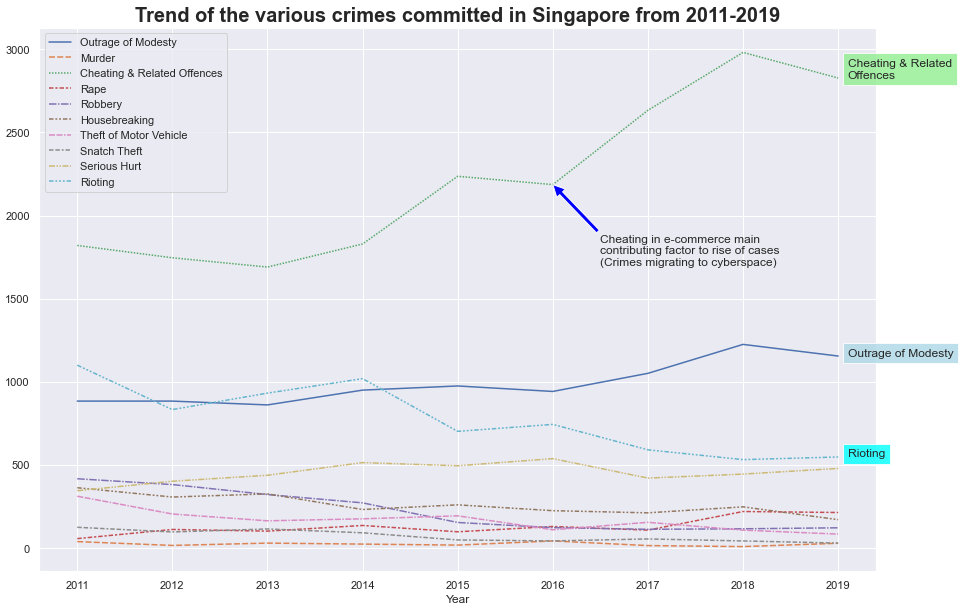 Trend of the various crimes committed in Singapore from 2011-2019
Outrage of Modesty
Murder
Cheating & Related Offences
Rape
Robbery
Housebreaking
Theft of Motor Vehicle
Snatch Theft
Serious Hurt
Rioting
3000
2500
2000
1500
1000
500
0
Cheating & Related
Offences
Cheating in e-commerce main
contributing factor to rise of cases
(Crimes migrating to cyberspace)
Outrage of Modesty
Rioting
2011 2012 2013 2014 2015 2016 2017 2018 2019
Year